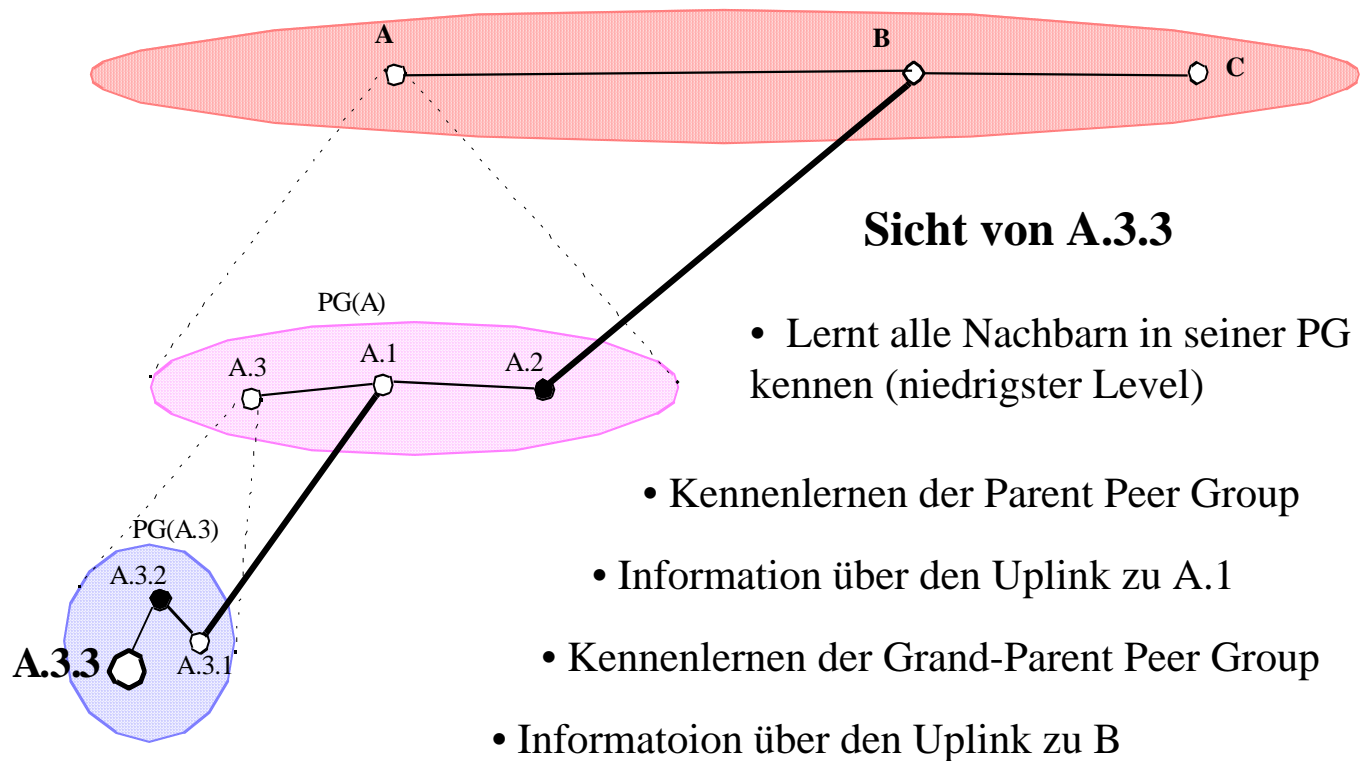 A
B
C
Sicht von A.3.3
PG(A)
A.3
A.1
A.2
• Lernt alle Nachbarn in seiner PG
kennen (niedrigster Level)
• Kennenlernen der Parent Peer Group
PG(A.3)
A.3.2
• Information über den Uplink zu A.1
A.3.3
A.3.1
• Kennenlernen der Grand-Parent Peer Group
• Informatoion über den Uplink zu B